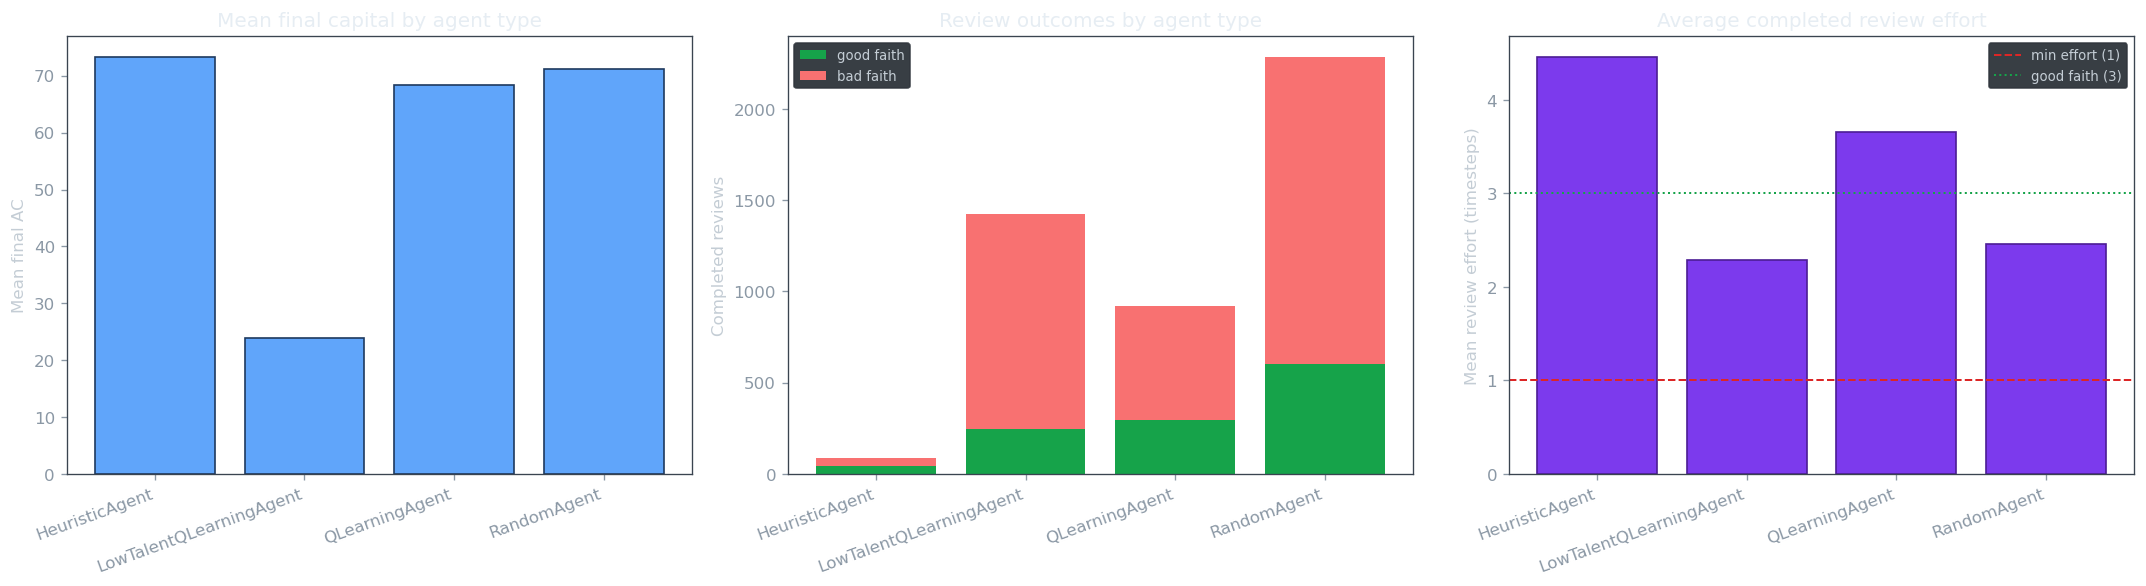 Mean final capital by agent type
Mean final AC
70
60
50
40
30
20
10
0
HeuristicAgent
LowTalentQLearningAgent
QLearningAgent
RandomAgent
Review outcomes by agent type
good faith
bad faith
Completed reviews
2000
1500
1000
500
0
HeuristicAgent
LowTalentQLearningAgent
QLearningAgent
RandomAgent
Average completed review effort
min effort (1)
good faith (3)
Mean review effort (timesteps)
4
3
2
1
0
HeuristicAgent
LowTalentQLearningAgent
QLearningAgent
RandomAgent